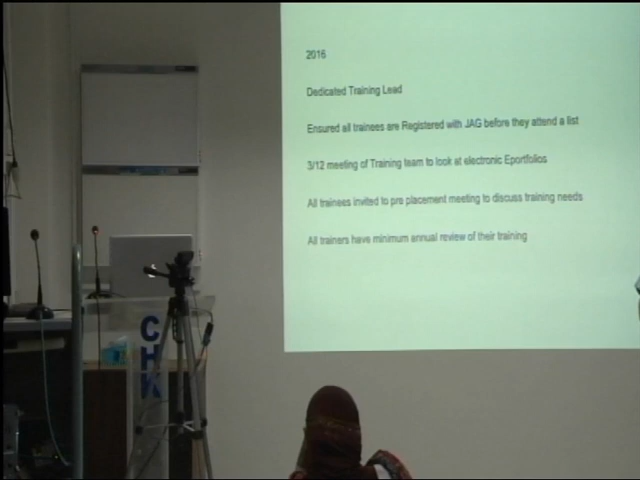 2016
Dedicated Training Lead
Ensured all trainees are Registered with JAG before they attend a list
3/12 meeting of Training team to look at electronic Eportfolios
All trainees invited to pre placement meeting to discuss training needs
All trainers have minimum annual review of their training
CHK